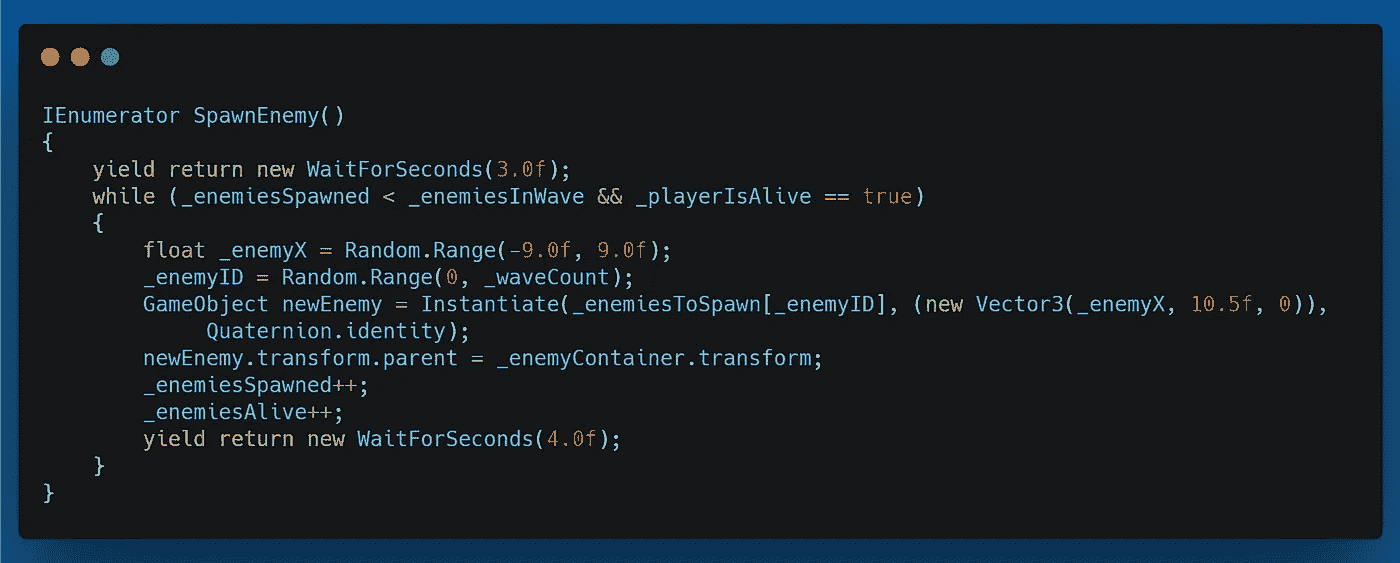 IEnumerator SpawnEnemy()
{
    yield return new WaitForSeconds(3.0f);
    while (_enemiesSpawned < _enemiesInWave && _playerIsAlive == true)
    {
        float _enemyX = Random.Range(-9.0f, 9.0f);
        _enemyID = Random.Range(0, _waveCount);
        GameObject newEnemy = Instantiate(_enemiesToSpawn[_enemyID], (new Vector3(_enemyX, 10.5f, 0)),
             Quaternion.identity);
        newEnemy.transform.parent = _enemyContainer.transform;
        _enemiesSpawned++;
        _enemiesAlive++;
        yield return new WaitForSeconds(4.0f);
    }
}